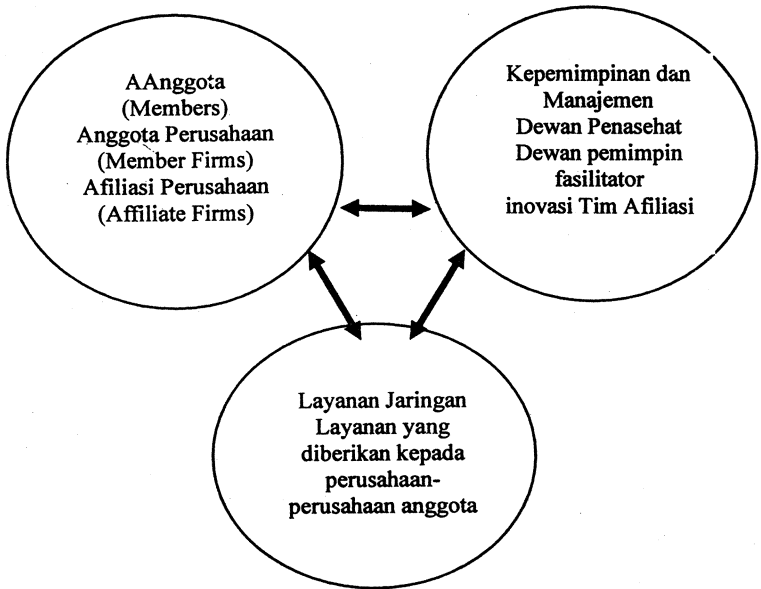 AAnggota
(Members)
Anggota Perusahaan
(Member Firms)
Afiliasi Perusahaan
(Affiliate Firms)
Kepemimpinan dan
Manajemen
Dewan Penasehat
Dewan pemimpin
fasilitator
inovasi Tim Afiliasi
Layanan Jaringan
Layanan yang
diberikan kepada
perusahaan-
perusahaan anggota